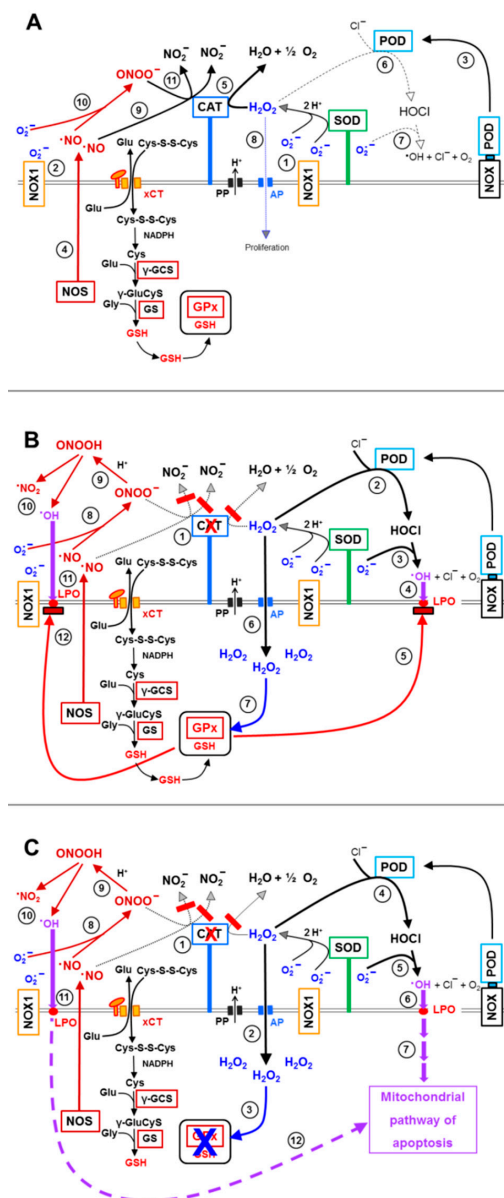 A
Cl⁻
NO₂⁻ NO₂⁻ H₂O + ½ O₂
POD
ONOO⁻
11
5
6
3
10
9
CAT
H₂O₂
2 H⁺
SOD
HOCl
O₂·⁻
·NO
·NO
8
O₂·⁻ O₂·⁻
O₂·⁻
7
·OH + Cl⁻ + O₂
POD
O₂·⁻
2
Glu Cys-S-S-Cys
H⁺
1
NOX1
xCT
PP
AP
NOX1
NOX
Glu
4
Cys-S-S-Cys
NADPH
Proliferation
Cys
Glu
γ-GCS
NOS
γ-GluCyS
Gly
GS
GPx
GSH
GSH
GSH
B
ONOOH
Cl⁻
NO₂⁻ NO₂⁻ H₂O + ½ O₂
POD
·NO₂
9
H⁺
ONOO⁻
2
10
·OH
8
1
CAT
H₂O₂
2 H⁺
SOD
HOCl
O₂·⁻
·NO
·NO
3
O₂·⁻
11
O₂·⁻ O₂·⁻
O₂·⁻
·OH + Cl⁻ + O₂
POD
NOX1
LPO
Glu Cys-S-S-Cys
H⁺
NOX1
4
LPO
NOX
12
xCT
PP
AP
Glu
6
Cys-S-S-Cys
NADPH
H₂O₂ H₂O₂
H₂O₂
5
Cys
Glu
γ-GCS
7
NOS
γ-GluCyS
Gly
GS
GPx
GSH
GSH
GSH
C
ONOOH
Cl⁻
NO₂⁻ NO₂⁻ H₂O + ½ O₂
POD
·NO₂
9
H⁺
ONOO⁻
4
10
·OH
8
1
CAT
H₂O₂
2 H⁺
SOD
HOCl
O₂·⁻
·NO
·NO
5
O₂·⁻
11
O₂·⁻ O₂·⁻
O₂·⁻
·OH + Cl⁻ + O₂
POD
NOX1
LPO
Glu Cys-S-S-Cys
H⁺
NOX1
6
LPO
NOX
xCT
PP
AP
Glu
2
7
Cys-S-S-Cys
NADPH
H₂O₂ H₂O₂
H₂O₂
Cys
Glu
γ-GCS
3
Mitochondrial
pathway of
apoptosis
NOS
γ-GluCyS
Gly
GS
GPx
GSH
GSH
12